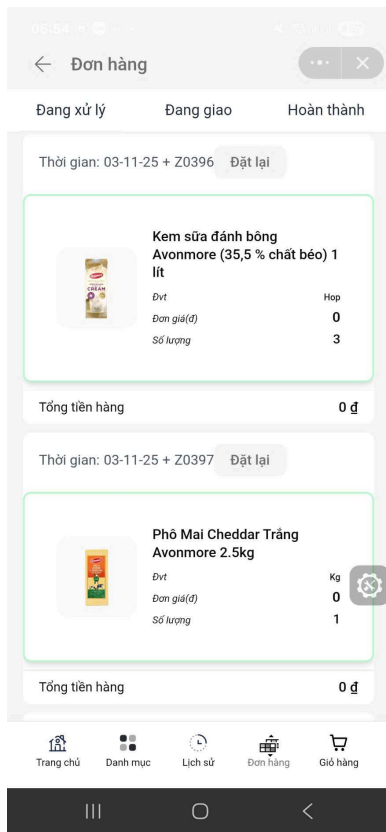 06:54
Đơn hàng
Đang xử lý
Đang giao
Hoàn thành
Thời gian: 03-11-25 + Z0396
Đặt lại
Kem sữa đánh bông
Avonmore (35,5 % chất béo) 1
lít
Đvt
Hop
Đơn giá(đ)
0
Số lượng
3
Tổng tiền hàng
0 ₫
Thời gian: 03-11-25 + Z0397
Đặt lại
Phô Mai Cheddar Trắng
Avonmore 2.5kg
Đvt
Kg
Đơn giá(đ)
0
Số lượng
1
Tổng tiền hàng
0 ₫
Trang chủ
Danh mục
Lịch sử
Đơn hàng
Giỏ hàng
CREAM